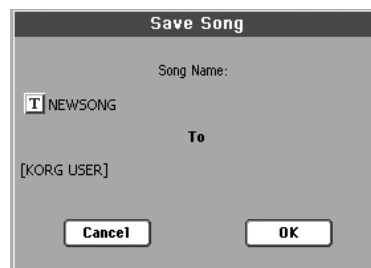 Save Song
Song Name:
T NEWSONG
To
[KORG USER]
Cancel OK